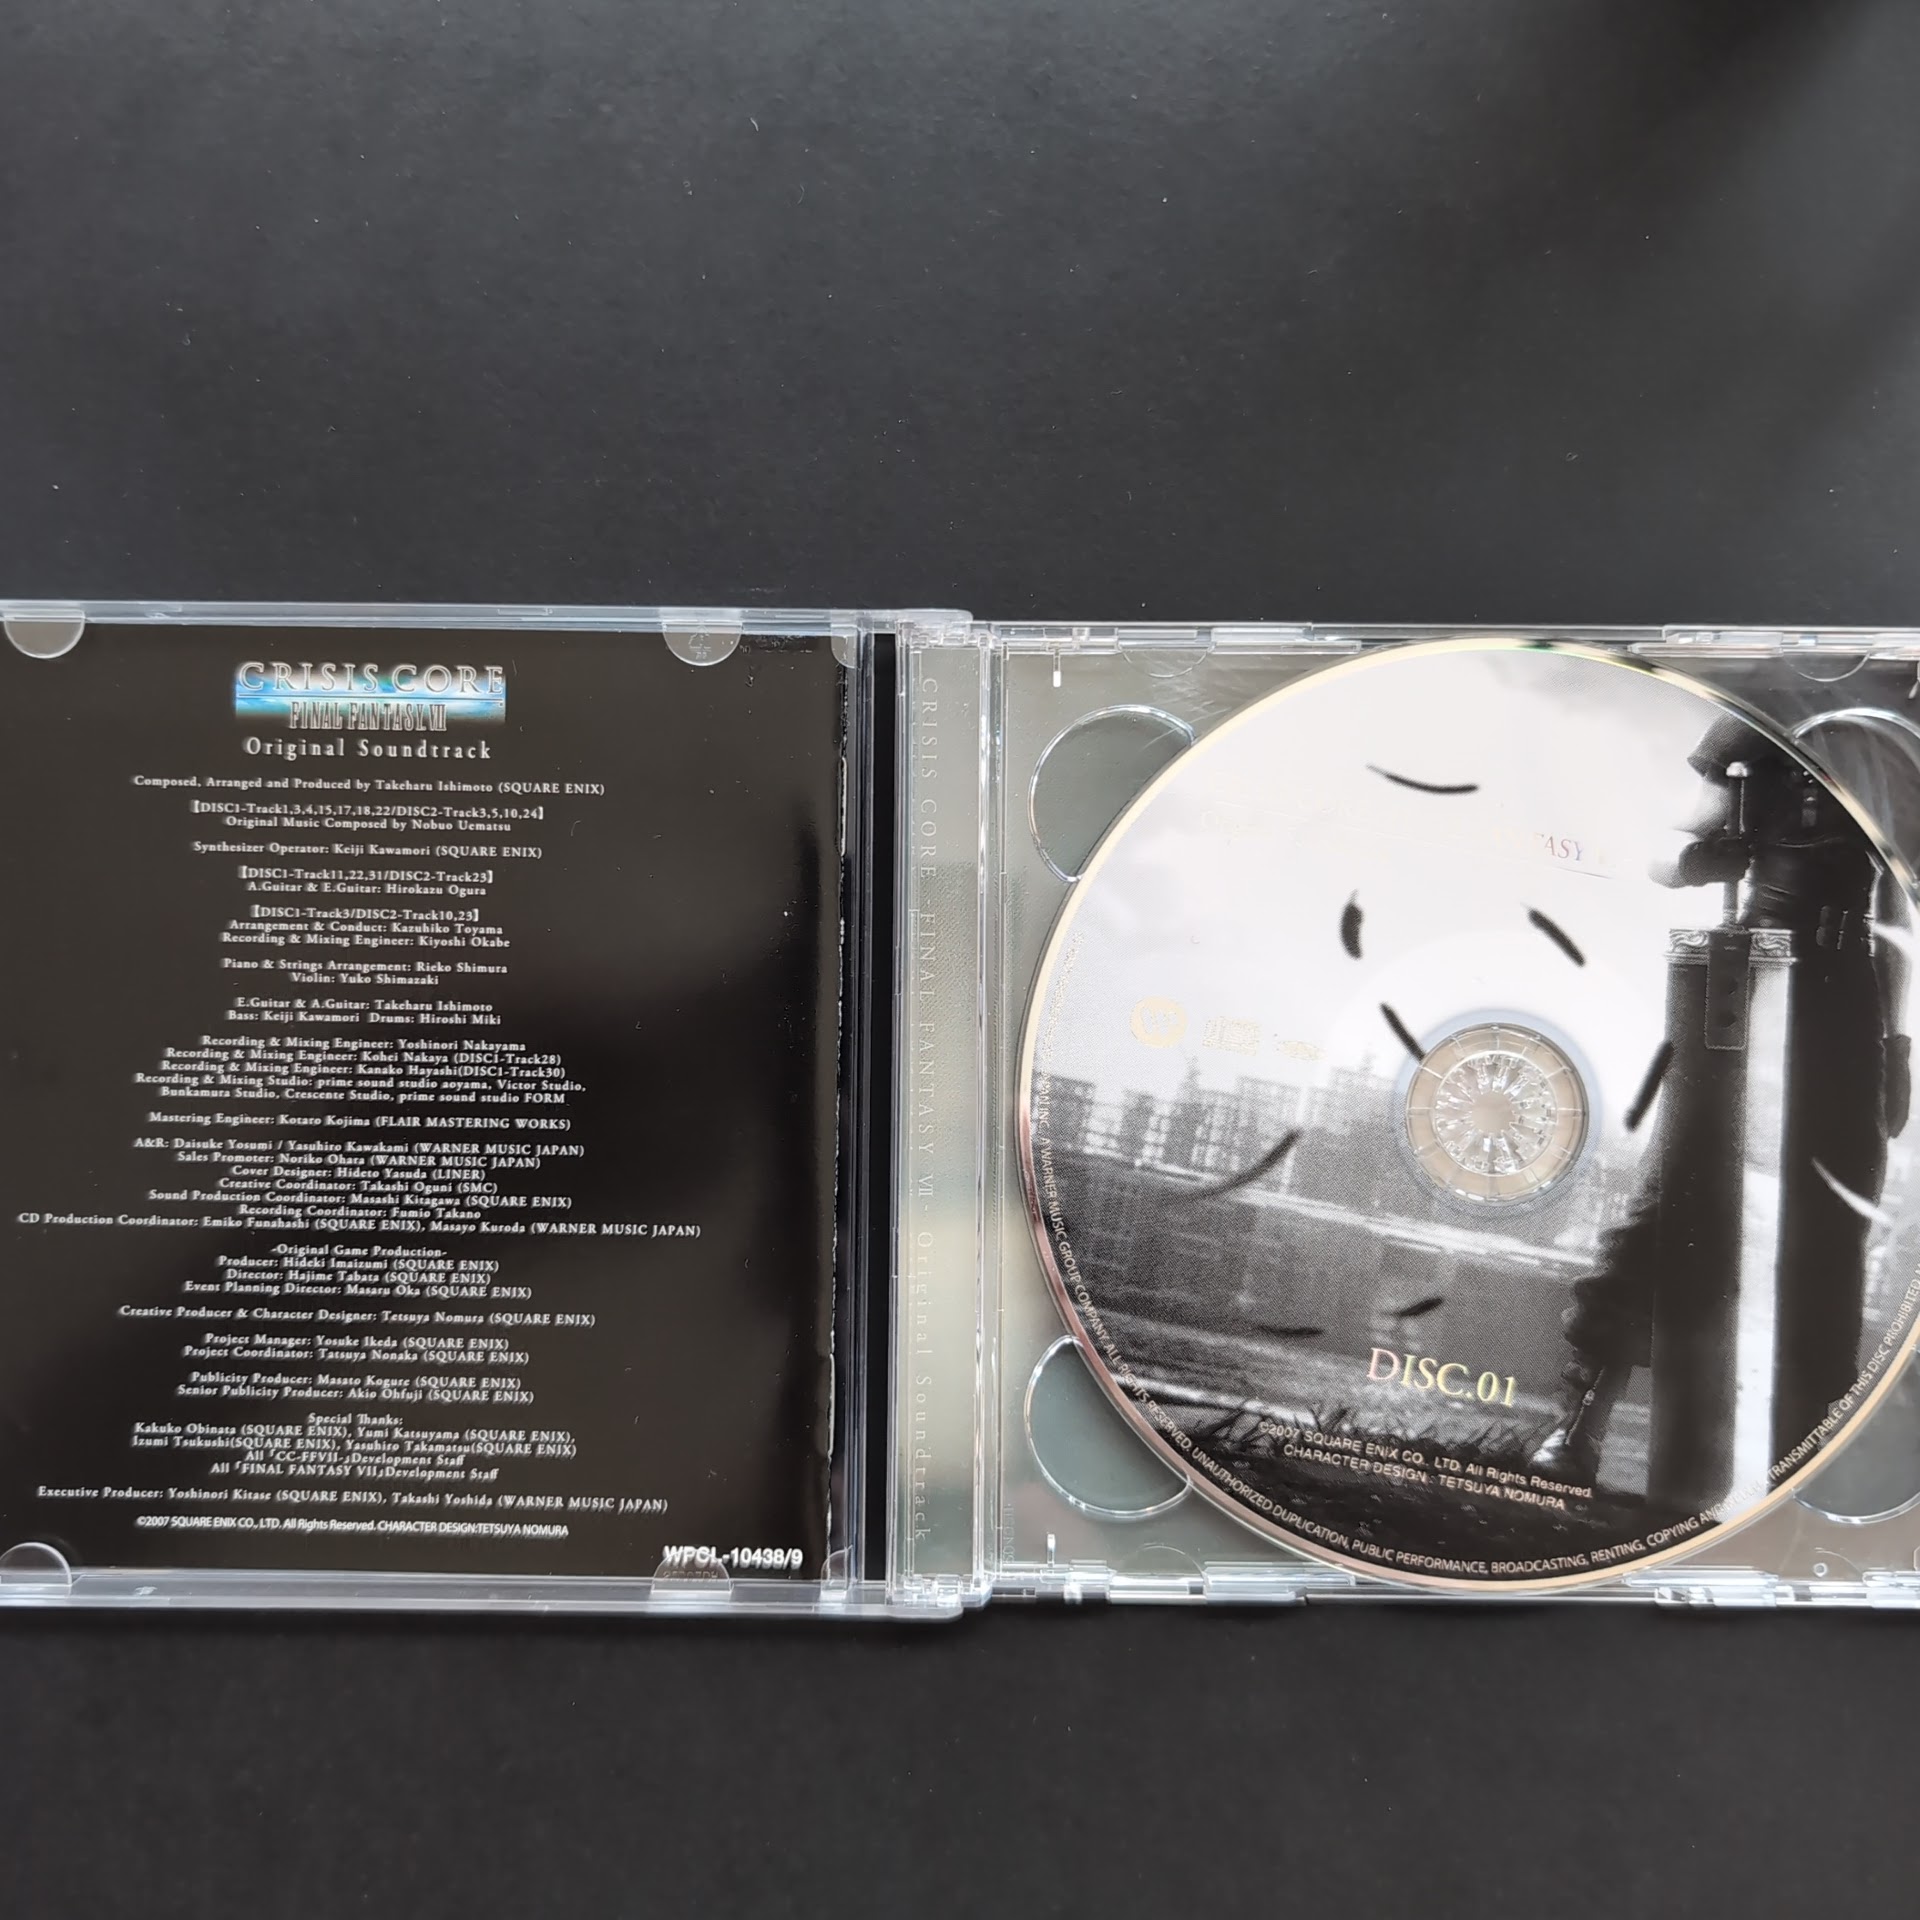 CRISIS CORE
FINAL FANTASY VII
Original Soundtrack
Composed, Arranged and Produced by Takeharu Ishimoto (SQUARE ENIX)
【DISC1-Track1,3,4,15,17,18,22/DISC2-Track3,5,10,24】
Original Music Composed by Nobuo Uematsu
Synthesizer Operator: Keiji Kawamori (SQUARE ENIX)
【DISC1-Track11,22,31/DISC2-Track23】
A.Guitar & E.Guitar: Hirokazu Ogura
【DISC1-Track3/DISC2-Track10,23】
Arrangement & Conduct: Kazuhiko Toyama
Recording & Mixing Engineer: Kiyoshi Okabe
Piano & Strings Arrangement: Rieko Shimura
Violin: Yuko Shimazaki
E.Guitar & A.Guitar: Takeharu Ishimoto
Bass: Keiji Kawamori Drums: Hiroshi Miki
Recording & Mixing Engineer: Yoshinori Nakayama
Recording & Mixing Engineer: Kohei Nakaya (DISC1-Track28)
Recording & Mixing Engineer: Kanako Hayashi(DISC1-Track30)
Recording & Mixing Studio: prime sound studio aoyama, Victor Studio,
Bunkamura Studio, Crescente Studio, prime sound studio FORM
Mastering Engineer: Kotaro Kojima (FLAIR MASTERING WORKS)
A&R: Daisuke Yosumi / Yasuhiro Kawakami (WARNER MUSIC JAPAN)
Sales Promoter: Noriko Ohara (WARNER MUSIC JAPAN)
Cover Designer: Hideto Yasuda (LINER)
Creative Coordinator: Takashi Oguni (SMC)
Sound Production Coordinator: Masashi Kitagawa (SQUARE ENIX)
Recording Coordinator: Fumio Takano
CD Production Coordinator: Emiko Funahashi (SQUARE ENIX), Masayo Kuroda (WARNER MUSIC JAPAN)
-Original Game Production-
Producer: Hideki Imaizumi (SQUARE ENIX)
Director: Hajime Tabata (SQUARE ENIX)
Event Planning Director: Masaru Oka (SQUARE ENIX)
Creative Producer & Character Designer: Tetsuya Nomura (SQUARE ENIX)
Project Manager: Yosuke Ikeda (SQUARE ENIX)
Project Coordinator: Tatsuya Nonaka (SQUARE ENIX)
Publicity Producer: Masato Kogure (SQUARE ENIX)
Senior Publicity Producer: Akio Ohfuji (SQUARE ENIX)
Special Thanks:
Kakuko Obinata (SQUARE ENIX), Yumi Katsuyama (SQUARE ENIX),
Izumi Tsukushi(SQUARE ENIX), Yasuhiro Takamatsu(SQUARE ENIX)
All「CC-FFVII-」Development Staff
All「FINAL FANTASY VII」Development Staff
Executive Producer: Yoshinori Kitase (SQUARE ENIX), Takashi Yoshida (WARNER MUSIC JAPAN)
©2007 SQUARE ENIX CO., LTD. All Rights Reserved. CHARACTER DESIGN:TETSUYA NOMURA
WPCL-10438/9
CRISIS CORE -FINAL FANTASY VII- Original Soundtrack
DISC.01
©2007 SQUARE ENIX CO., LTD. All Rights Reserved.
CHARACTER DESIGN : TETSUYA NOMURA
A WARNER MUSIC GROUP COMPANY. ALL RIGHTS RESERVED. UNAUTHORIZED DUPLICATION, PUBLIC PERFORMANCE, BROADCASTING, RENTING, COPYING AND TRANSMITTABLE OF THIS DISC PROHIBITED.